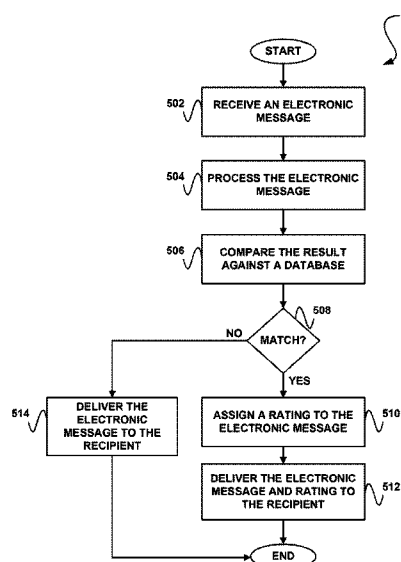 START
502
RECEIVE AN ELECTRONIC
MESSAGE
504
PROCESS THE ELECTRONIC
MESSAGE
506
COMPARE THE RESULT
AGAINST A DATABASE
508
MATCH?
NO
YES
514
DELIVER THE
ELECTRONIC
MESSAGE TO THE
RECIPIENT
ASSIGN A RATING TO THE
ELECTRONIC MESSAGE
510
DELIVER THE ELECTRONIC
MESSAGE AND RATING TO
THE RECIPIENT
512
END